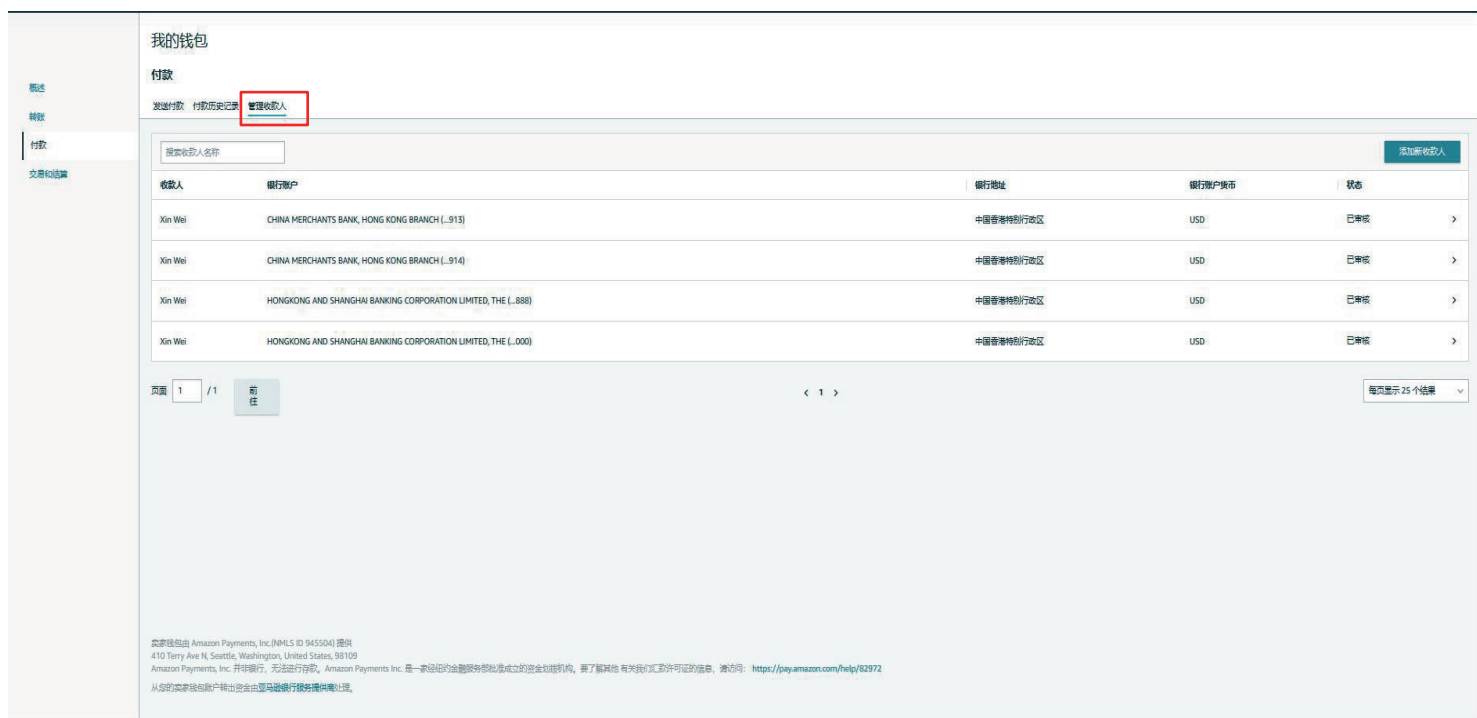 我的钱包
付款
概述
转账
付款
交易和结算
发送付款 付款历史记录 管理收款人
搜索收款人名称
添加新收款人
收款人 银行账户 银行地址 银行账户货币 状态
Xin Wei CHINA MERCHANTS BANK, HONG KONG BRANCH (...913) 中国香港特别行政区 USD 已审核
Xin Wei CHINA MERCHANTS BANK, HONG KONG BRANCH (...914) 中国香港特别行政区 USD 已审核
Xin Wei HONGKONG AND SHANGHAI BANKING CORPORATION LIMITED, THE (...888) 中国香港特别行政区 USD 已审核
Xin Wei HONGKONG AND SHANGHAI BANKING CORPORATION LIMITED, THE (...000) 中国香港特别行政区 USD 已审核
页面 1 / 1 前往 < 1 > 每页显示 25 个结果
卖家钱包由 Amazon Payments, Inc.(NMLS ID 945504) 提供
410 Terry Ave N, Seattle, Washington, United States, 98109
Amazon Payments, Inc. 并非银行，无法进行存款。Amazon Payments Inc. 是一家经纽约金融服务部批准成立的资金划拨机构。要了解其他 有关我们汇款许可证的信息，请访问： https://pay.amazon.com/help/82972
从您的卖家钱包账户转出资金由亚马逊银行服务提供商处理。